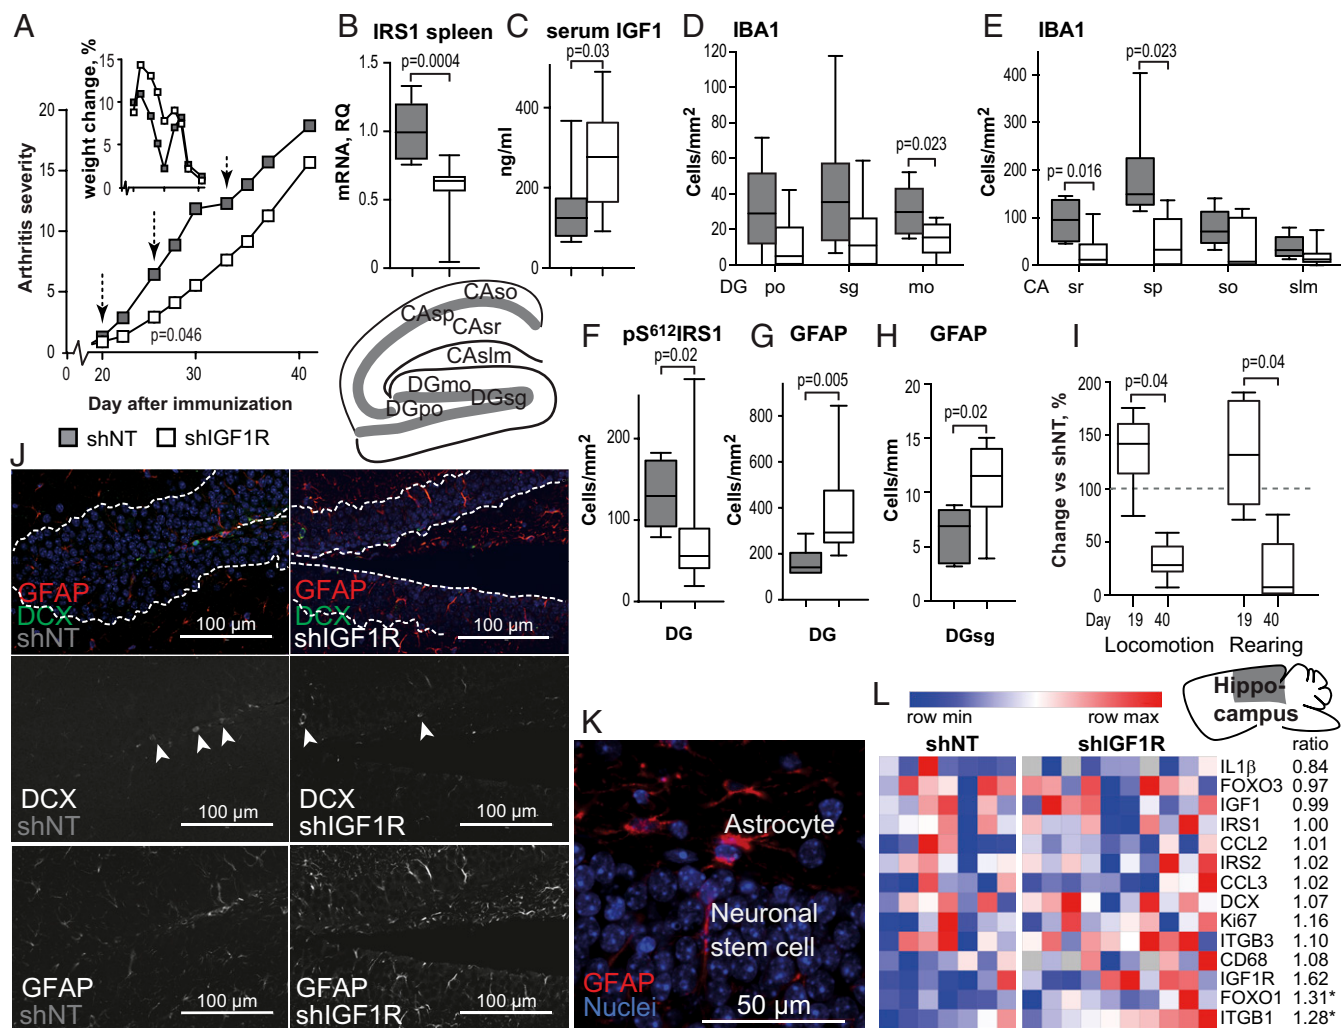 A
weight change, %
15
10
5
0
Arthritis severity
20
15
10
5
0
p=0.046
0 20 30 40
Day after immunization
shNT shIGF1R
B IRS1 spleen
p=0.0004
mRNA, RQ
1.5
1.0
0.5
0
C serum IGF1
p=0.03
ng/ml
400
200
0
D IBA1
Cells/mm²
120
100
80
60
40
20
0
p=0.023
DG po sg mo
E IBA1
Cells/mm²
400
300
200
100
0
p= 0.016
p=0.023
CA sr sp so slm
CAso
CAsp
CAsr
CAslm
DGmo
DGpo DGsg
F pS⁶¹²IRS1
p=0.02
Cells/mm²
200
100
0
DG
G GFAP
p=0.005
Cells/mm²
800
600
400
200
0
DG
H GFAP
p=0.02
Cells/mm
20
15
10
5
0
DGsg
I
p=0.04 p=0.04
Change vs shNT, %
200
150
100
50
0
Day 19 40 19 40
Locomotion Rearing
J
GFAP
DCX
shNT
100 µm
GFAP
DCX
shIGF1R
100 µm
DCX
shNT
100 µm
DCX
shIGF1R
100 µm
GFAP
shNT
100 µm
GFAP
shIGF1R
100 µm
K
Astrocyte
Neuronal
stem cell
GFAP
Nuclei
50 µm
L
row min row max
Hippo-
campus
shNT shIGF1R ratio
IL1β 0.84
FOXO3 0.97
IGF1 0.99
IRS1 1.00
CCL2 1.01
IRS2 1.02
CCL3 1.02
DCX 1.07
Ki67 1.16
ITGB3 1.10
CD68 1.08
IGF1R 1.62
FOXO1 1.31*
ITGB1 1.28*